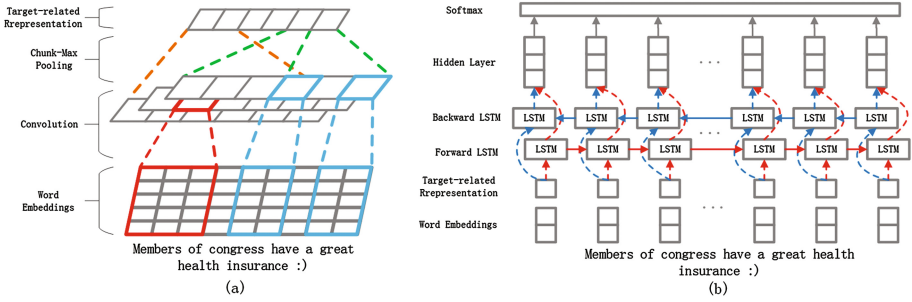 Target-related
Rrepresentation
Chunk-Max
Pooling
Convolution
Word
Embeddings
Members of congress have a great
health insurance :)
(a)
Softmax
Hidden Layer
Backward LSTM
LSTM LSTM LSTM LSTM LSTM LSTM
Forward LSTM
LSTM LSTM LSTM LSTM LSTM LSTM
Target-related
Rrepresentation
Word Embeddings
Members of congress have a great health
insurance :)
(b)